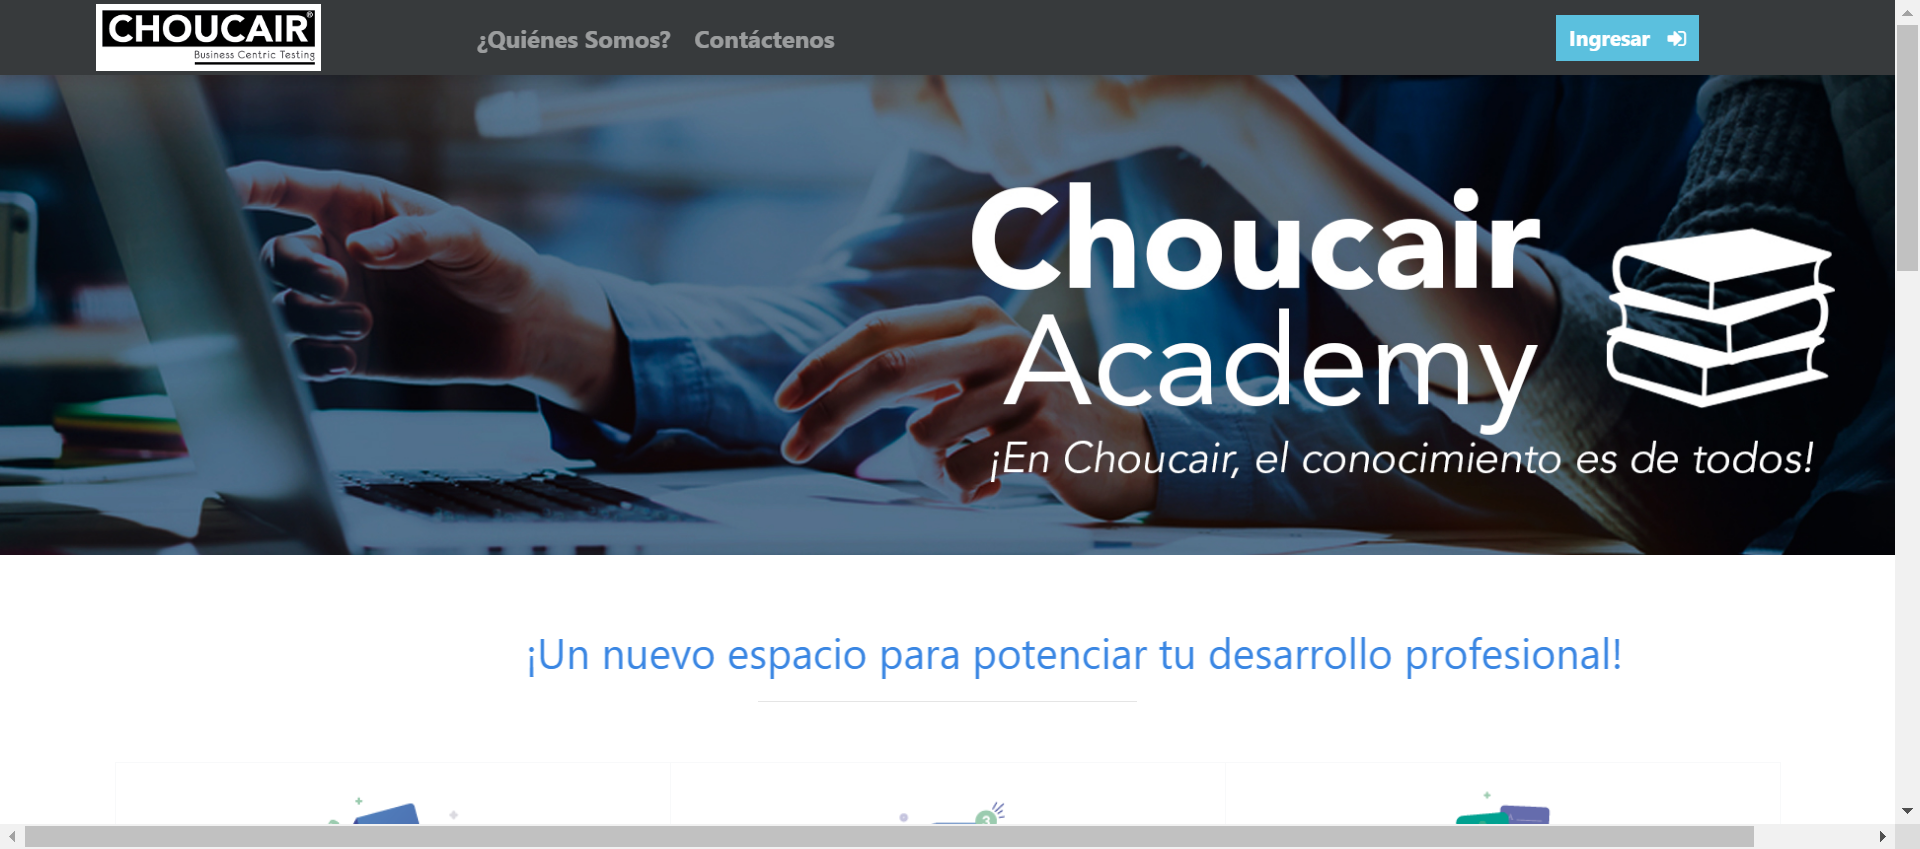 CHOUCAIR®
Business Centric Testing
¿Quiénes Somos?
Contáctenos
Ingresar
Choucair
Academy
¡En Choucair, el conocimiento es de todos!
¡Un nuevo espacio para potenciar tu desarrollo profesional!
3